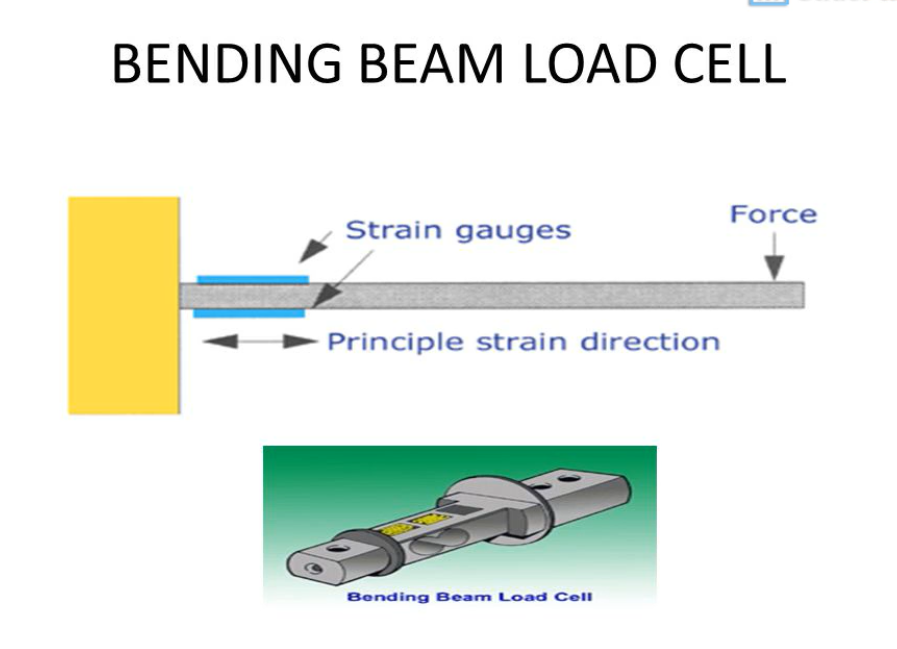 BENDING BEAM LOAD CELL
Force
Strain gauges
Principle strain direction
Bending Beam Load Cell